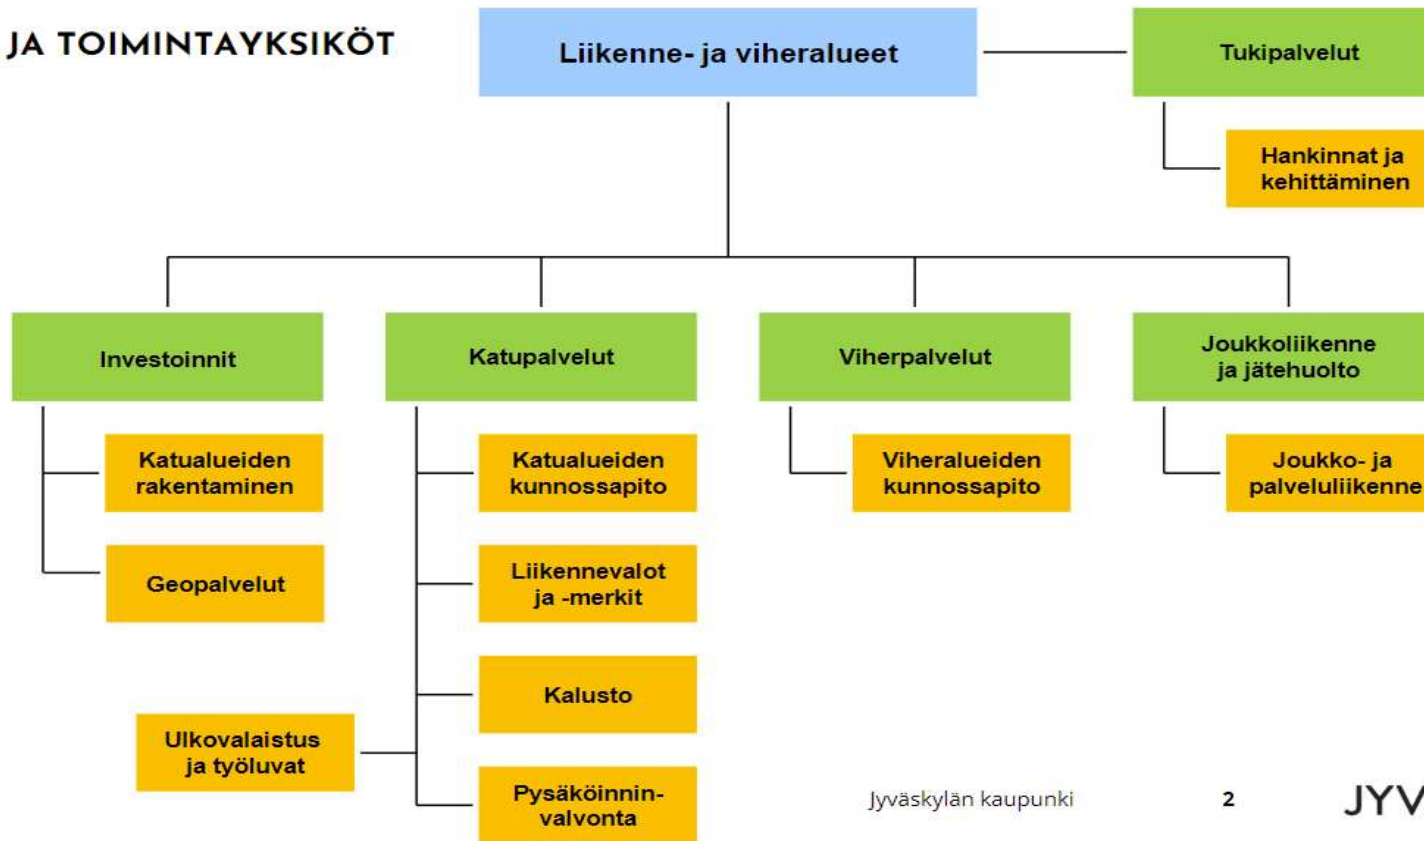 JA TOIMINTAYKSIKÖT
Liikenne- ja viheralueet
Tukipalvelut
Hankinnat ja
kehittäminen
Investoinnit
Katupalvelut
Viherpalvelut
Joukkoliikenne
ja jätehuolto
Katualueiden
rakentaminen
Katualueiden
kunnossapito
Viheralueiden
kunnossapito
Joukko- ja
palveluliikenne
Geopalvelut
Liikennevalot
ja -merkit
Kalusto
Ulkovalaistus
ja työluvat
Pysäköinnin-
valvonta
Jyväskylän kaupunki
2
JYV